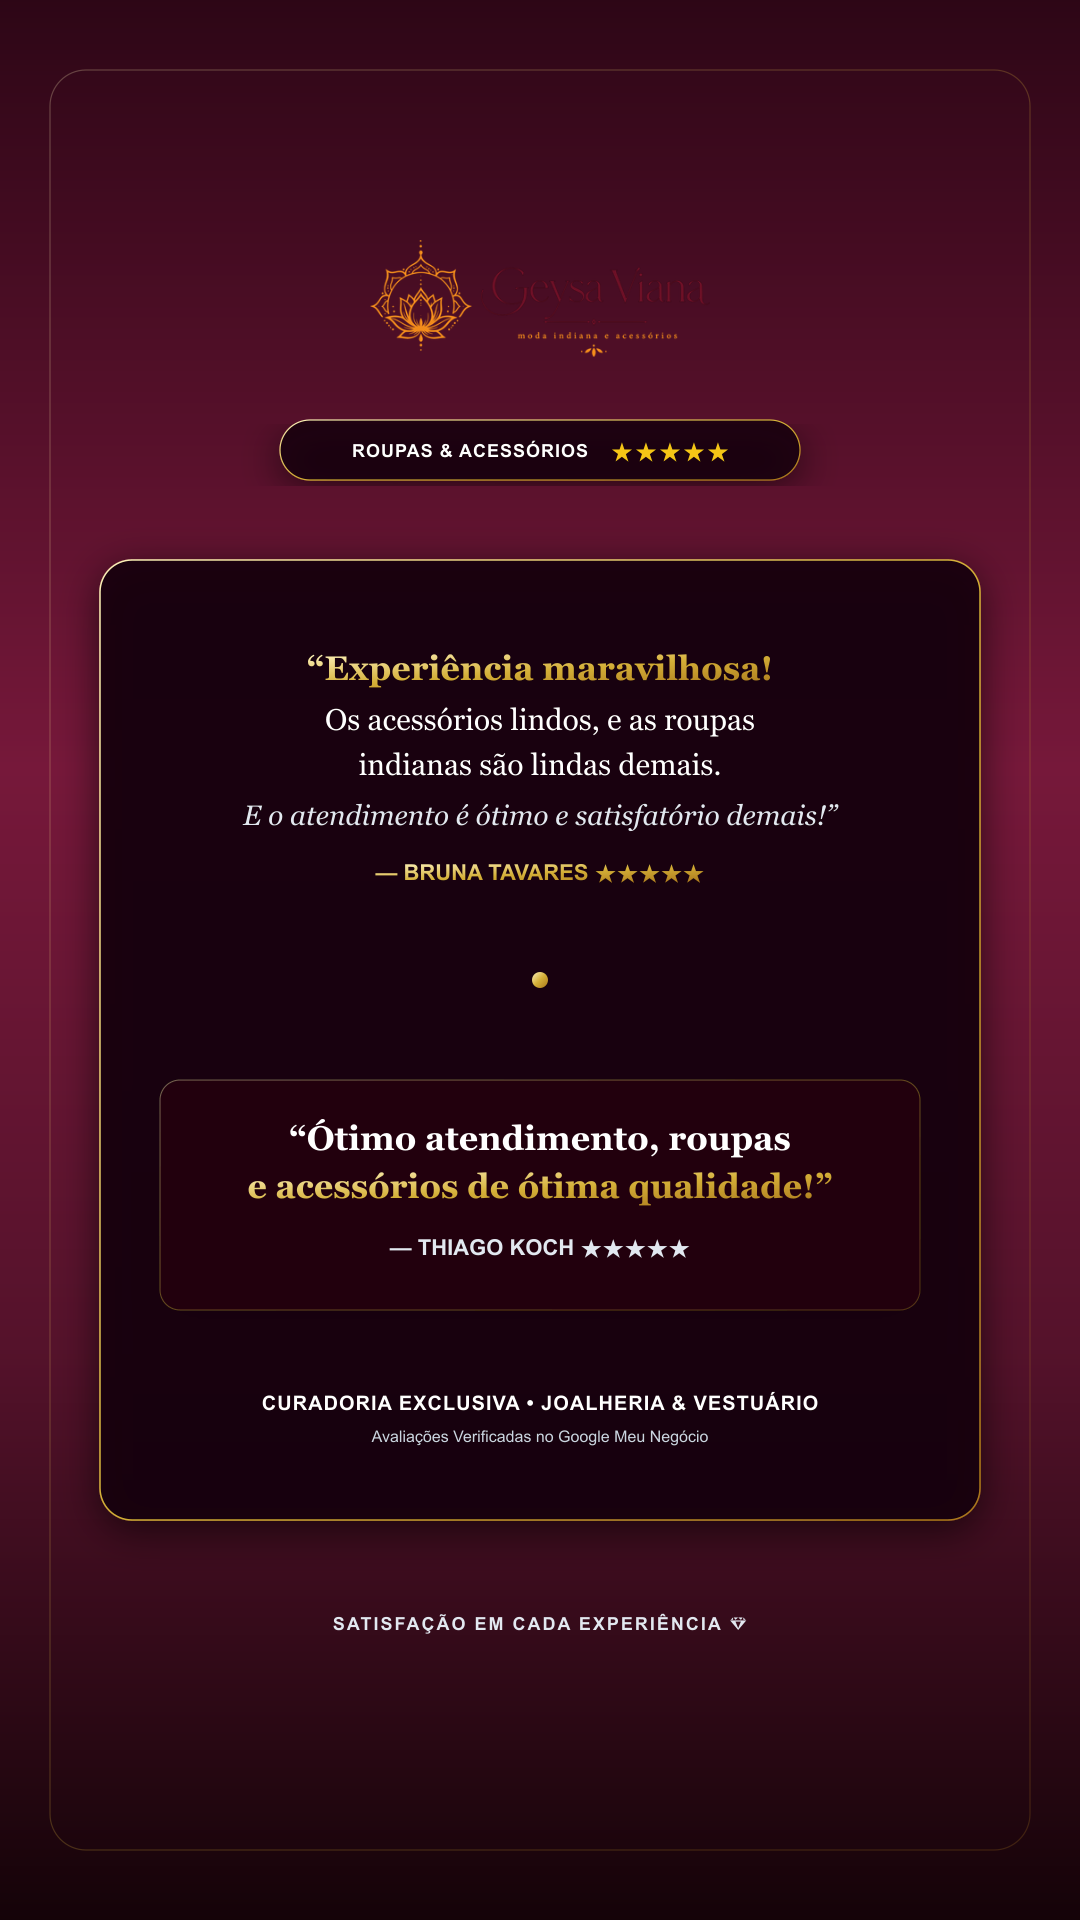 Geysa Viana
moda indiana e acessórios
ROUPAS & ACESSÓRIOS ★★★★★
“Experiência maravilhosa!
Os acessórios lindos, e as roupas
indianas são lindas demais.
E o atendimento é ótimo e satisfatório demais!”
— BRUNA TAVARES ★★★★★
“Ótimo atendimento, roupas
e acessórios de ótima qualidade!”
— THIAGO KOCH ★★★★★
CURADORIA EXCLUSIVA • JOALHERIA & VESTUÁRIO
Avaliações Verificadas no Google Meu Negócio
SATISFAÇÃO EM CADA EXPERIÊNCIA 💎